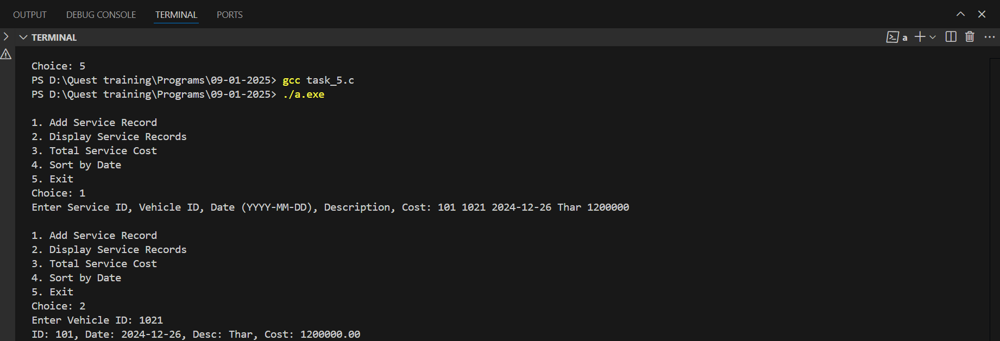 OUTPUT DEBUG CONSOLE TERMINAL PORTS
TERMINAL
a
Choice: 5
PS D:\Quest training\Programs\09-01-2025> gcc task_5.c
PS D:\Quest training\Programs\09-01-2025> ./a.exe
1. Add Service Record
2. Display Service Records
3. Total Service Cost
4. Sort by Date
5. Exit
Choice: 1
Enter Service ID, Vehicle ID, Date (YYYY-MM-DD), Description, Cost: 101 1021 2024-12-26 Thar 1200000
1. Add Service Record
2. Display Service Records
3. Total Service Cost
4. Sort by Date
5. Exit
Choice: 2
Enter Vehicle ID: 1021
ID: 101, Date: 2024-12-26, Desc: Thar, Cost: 1200000.00